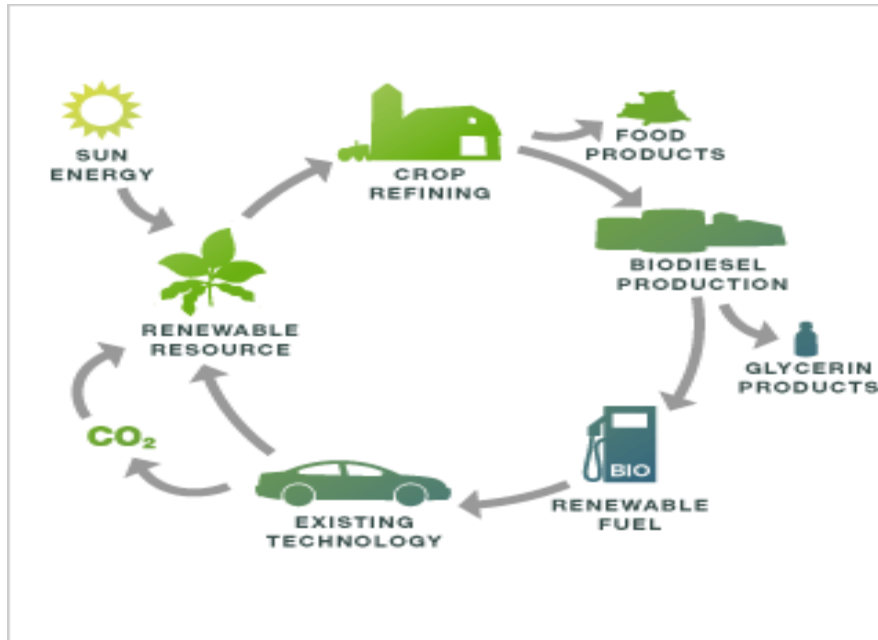 SUN
ENERGY
CROP
REFINING
FOOD
PRODUCTS
BIODIESEL
PRODUCTION
GLYCERIN
PRODUCTS
BIO
RENEWABLE
FUEL
EXISTING
TECHNOLOGY
CO₂
RENEWABLE
RESOURCE